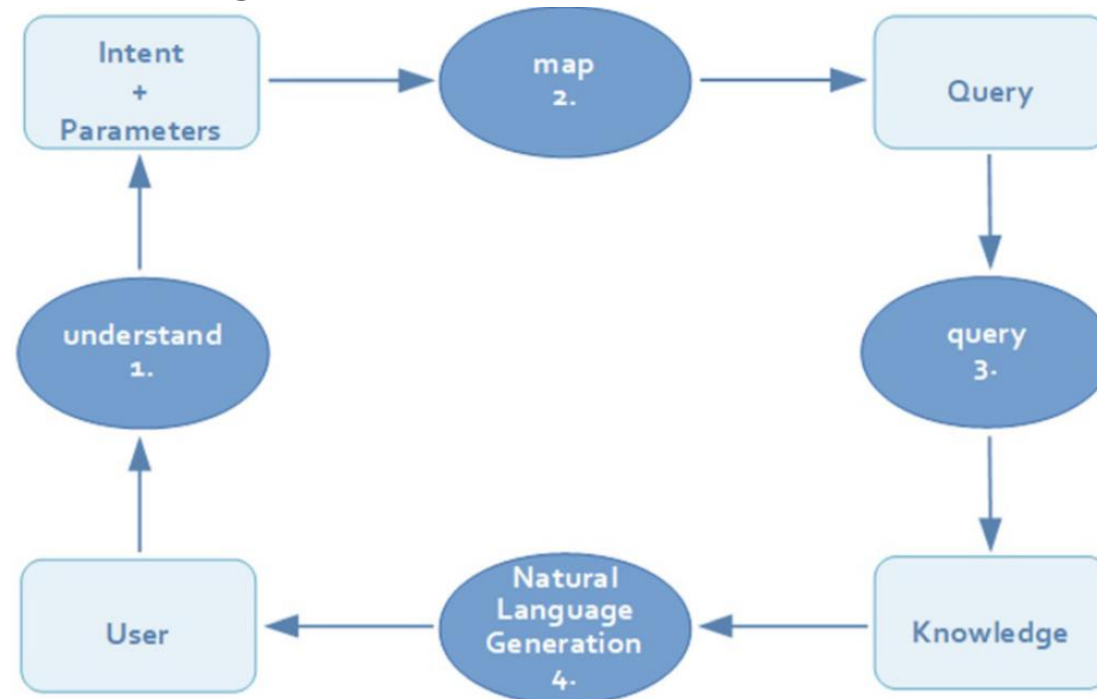 Intent
+
Parameters
map
2.
Query
understand
1.
query
3.
User
Natural
Language
Generation
4.
Knowledge